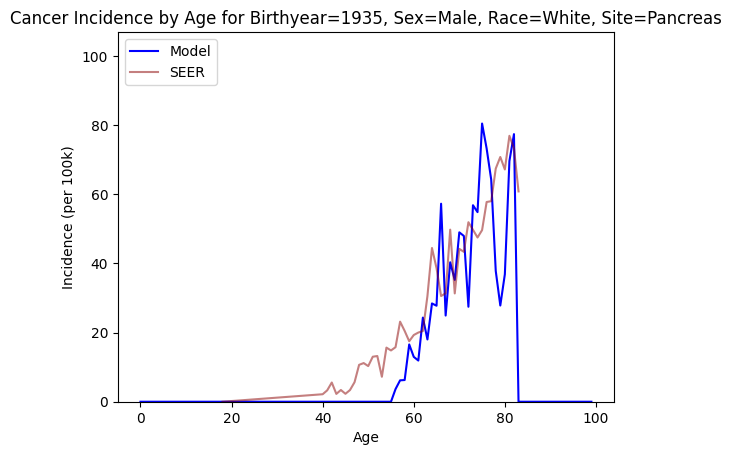 Cancer Incidence by Age for Birthyear=1935, Sex=Male, Race=White, Site=Pancreas
Model
SEER
Incidence (per 100k)
100
80
60
40
20
0
0 20 40 60 80 100
Age